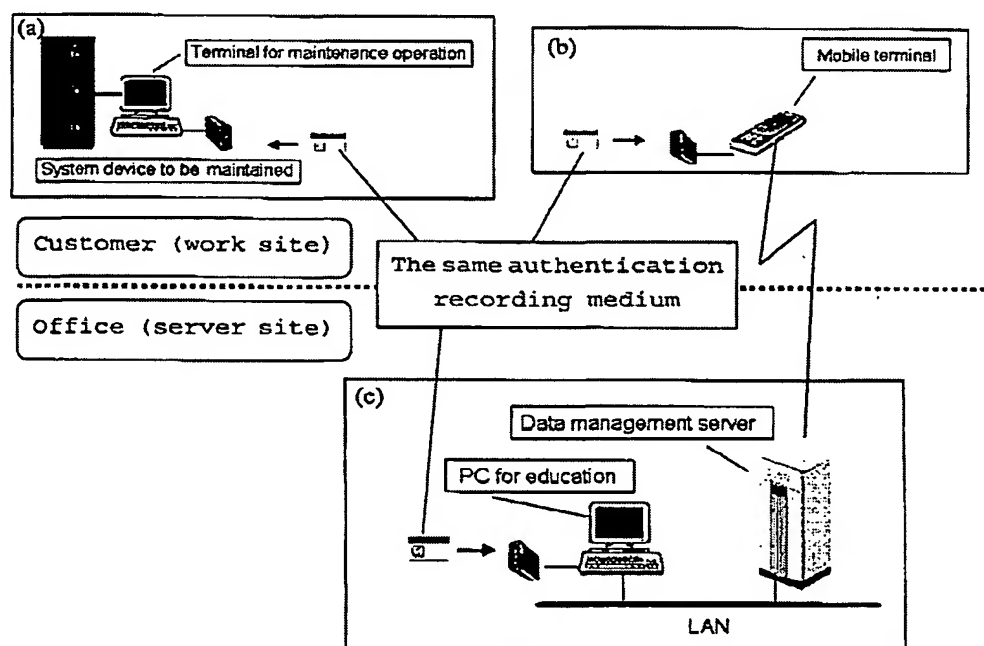 (a)
Terminal for maintenance operation
System device to be maintained
(b)
Mobile terminal
Customer (work site)
The same authentication
recording medium
Office (server site)
(c)
Data management server
PC for education
LAN